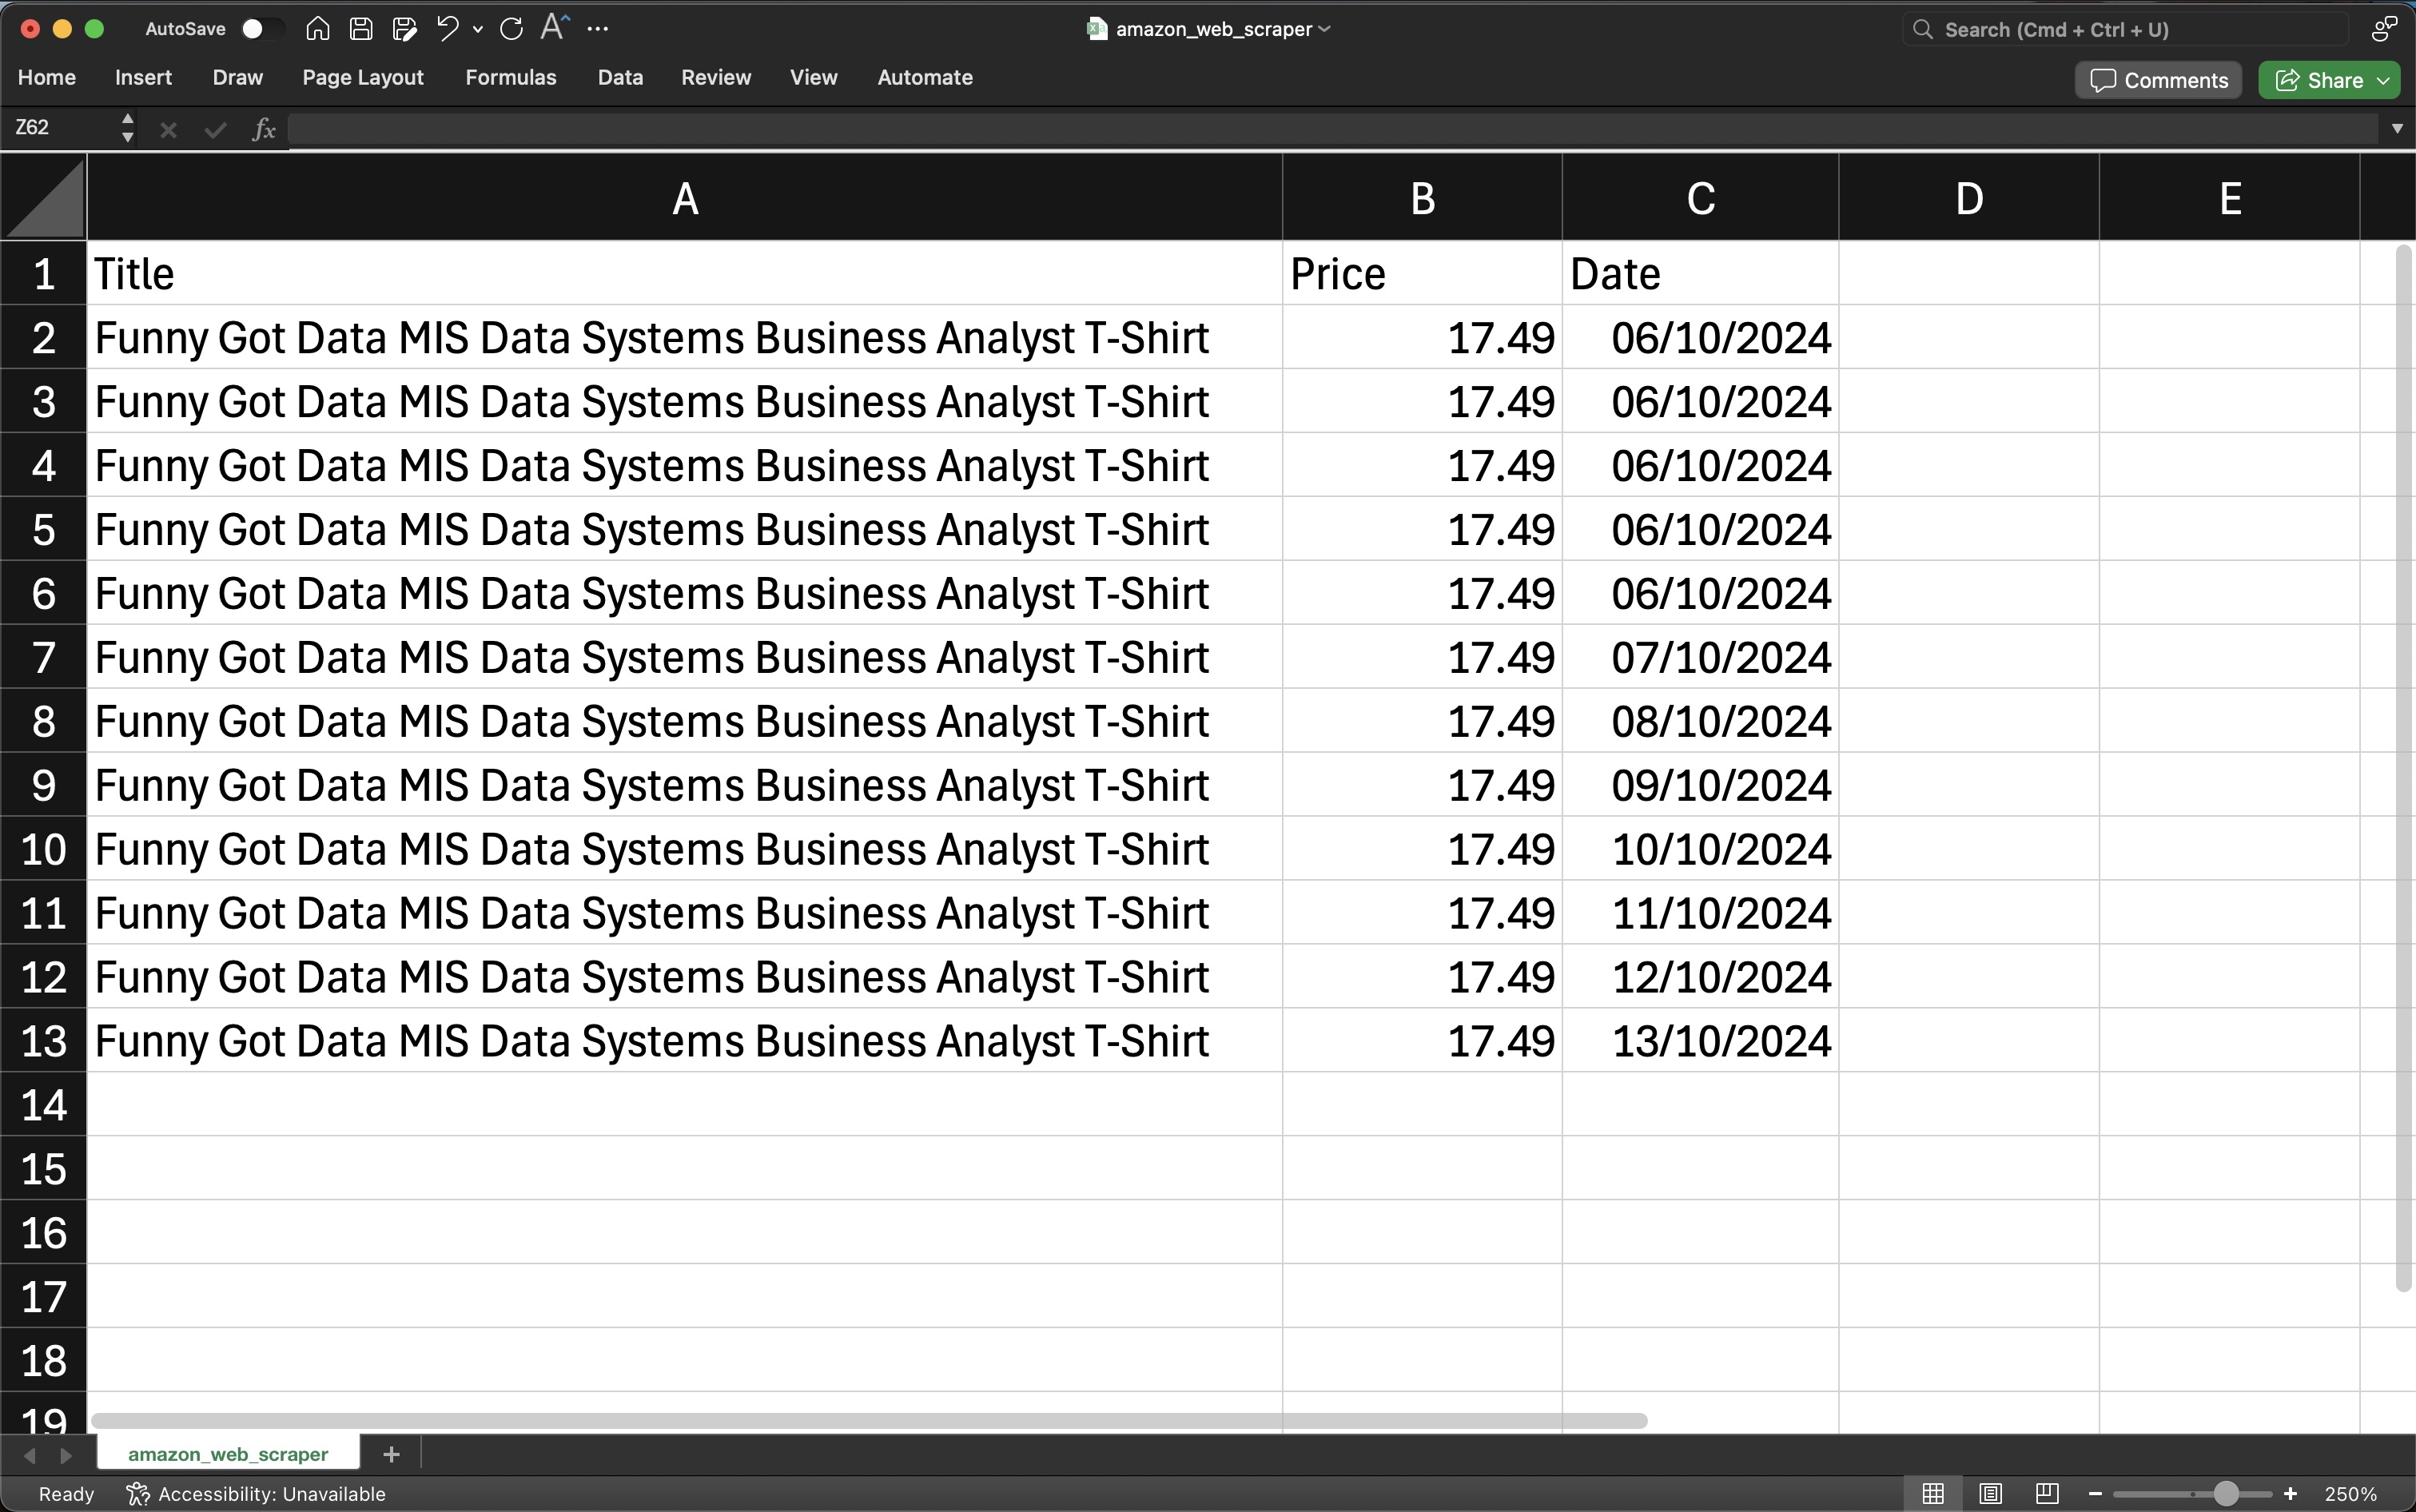 AutoSave amazon_web_scraper Search (Cmd + Ctrl + U)
Home Insert Draw Page Layout Formulas Data Review View Automate Comments Share
Z62 fx
A B C D E
1 Title Price Date
2 Funny Got Data MIS Data Systems Business Analyst T-Shirt 17.49 06/10/2024
3 Funny Got Data MIS Data Systems Business Analyst T-Shirt 17.49 06/10/2024
4 Funny Got Data MIS Data Systems Business Analyst T-Shirt 17.49 06/10/2024
5 Funny Got Data MIS Data Systems Business Analyst T-Shirt 17.49 06/10/2024
6 Funny Got Data MIS Data Systems Business Analyst T-Shirt 17.49 06/10/2024
7 Funny Got Data MIS Data Systems Business Analyst T-Shirt 17.49 07/10/2024
8 Funny Got Data MIS Data Systems Business Analyst T-Shirt 17.49 08/10/2024
9 Funny Got Data MIS Data Systems Business Analyst T-Shirt 17.49 09/10/2024
10 Funny Got Data MIS Data Systems Business Analyst T-Shirt 17.49 10/10/2024
11 Funny Got Data MIS Data Systems Business Analyst T-Shirt 17.49 11/10/2024
12 Funny Got Data MIS Data Systems Business Analyst T-Shirt 17.49 12/10/2024
13 Funny Got Data MIS Data Systems Business Analyst T-Shirt 17.49 13/10/2024
14
15
16
17
18
19
amazon_web_scraper +
Ready Accessibility: Unavailable 250%